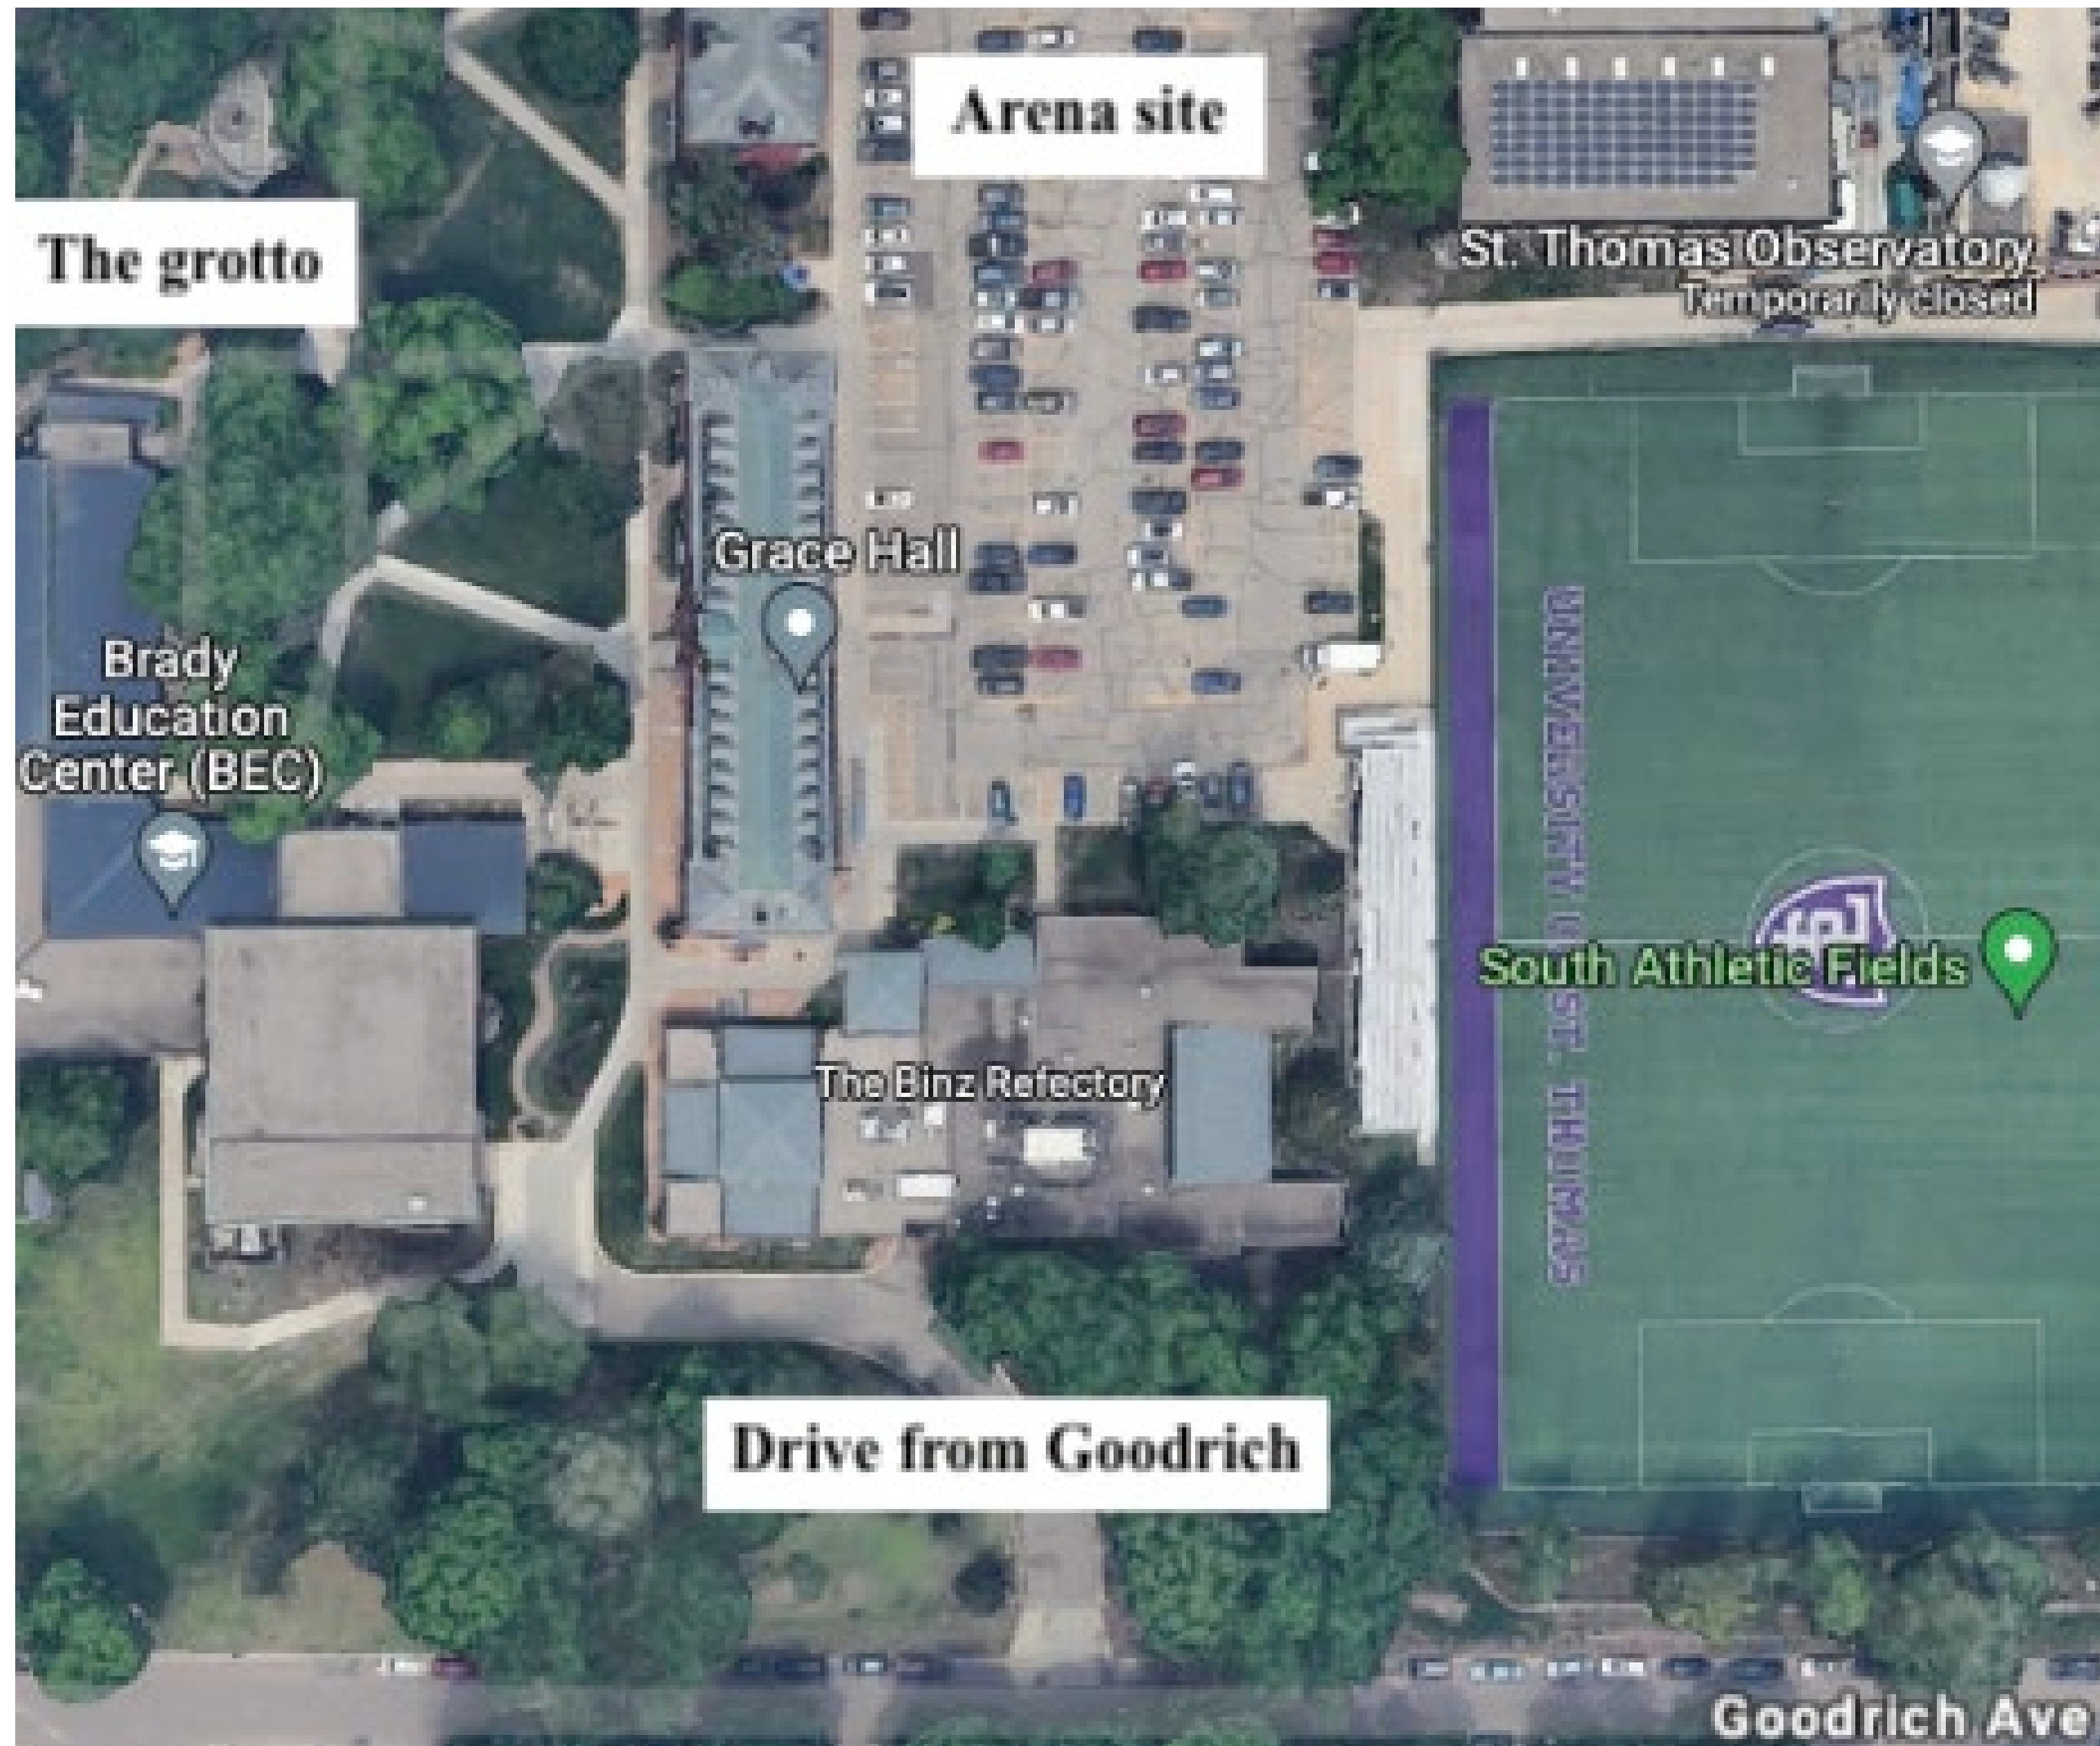 Arena site
The grotto
St. Thomas Observatory
Temporarily closed
Grace Hall
Brady
Education
Center (BEC)
UNIVERSITY OF ST. THOMAS
South Athletic Fields
The Binz Refectory
Drive from Goodrich
Goodrich Ave